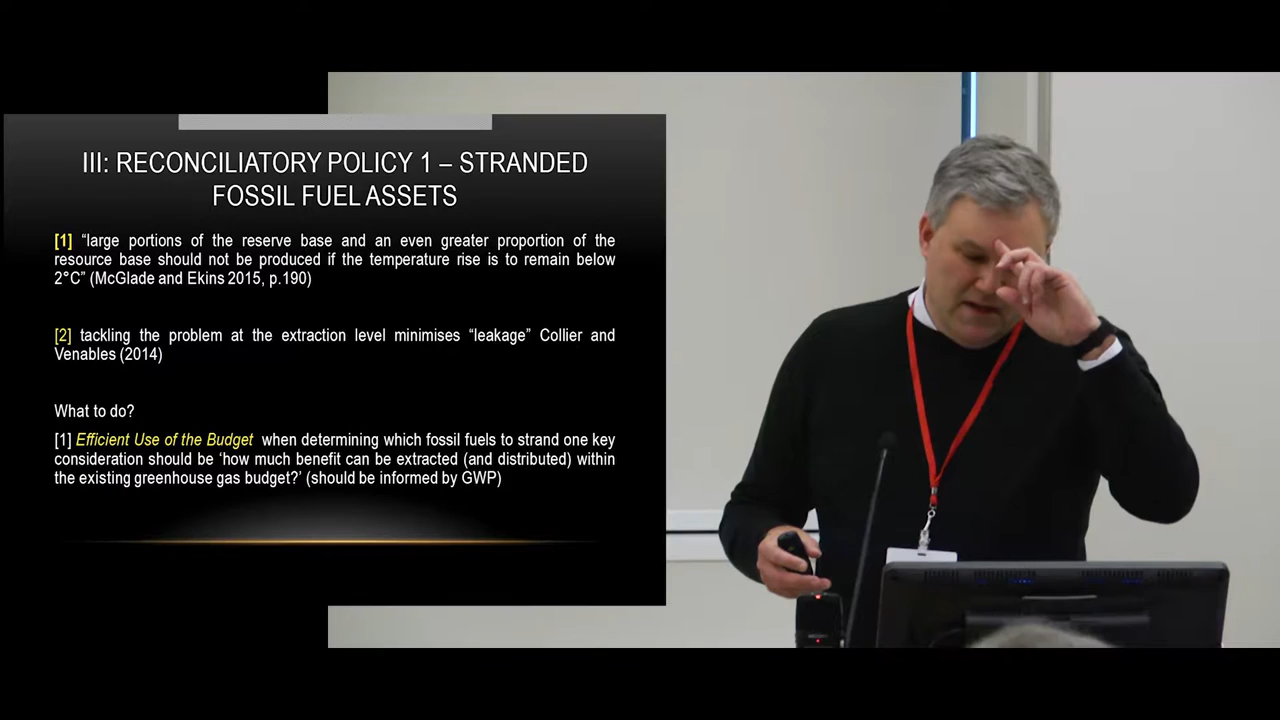 III: RECONCILIATORY POLICY 1 – STRANDED
FOSSIL FUEL ASSETS
[1] “large portions of the reserve base and an even greater proportion of the
resource base should not be produced if the temperature rise is to remain below
2°C” (McGlade and Ekins 2015, p.190)
[2] tackling the problem at the extraction level minimises “leakage” Collier and
Venables (2014)
What to do?
[1] Efficient Use of the Budget when determining which fossil fuels to strand one key
consideration should be ‘how much benefit can be extracted (and distributed) within
the existing greenhouse gas budget?’ (should be informed by GWP)